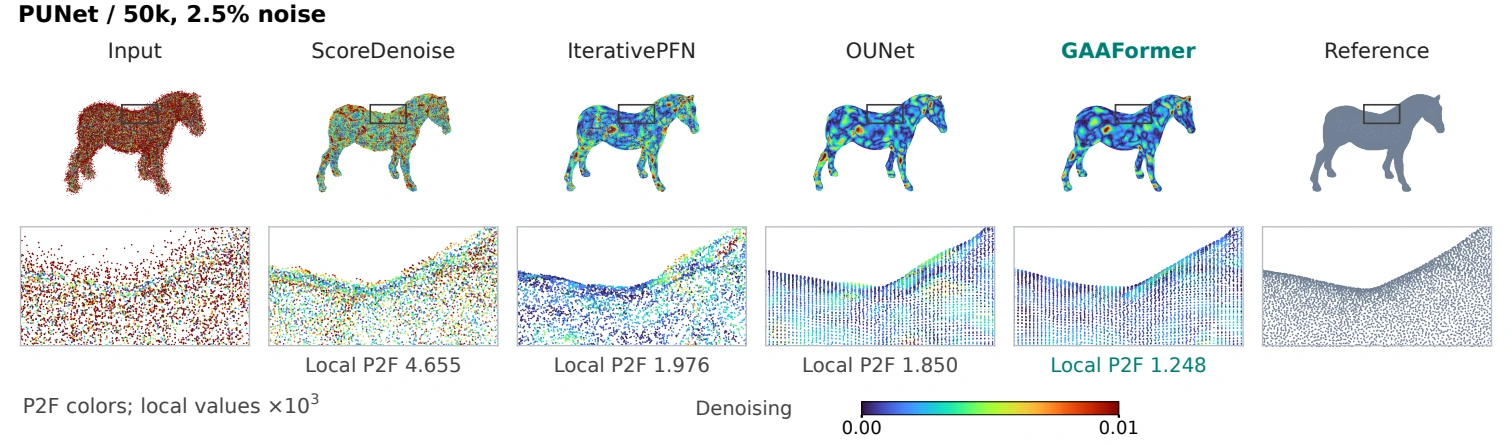 PUNet / 50k, 2.5% noise
Input ScoreDenoise IterativePFN OUNet GAAFormer Reference
Local P2F 4.655 Local P2F 1.976 Local P2F 1.850 Local P2F 1.248
P2F colors; local values ×10³ Denoising
0.00 0.01